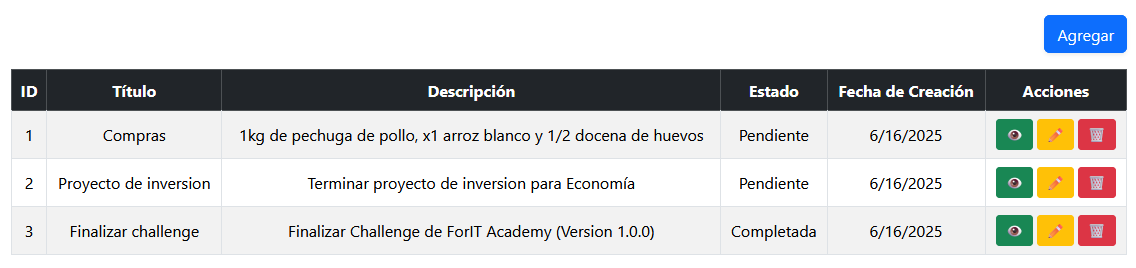 Agregar
ID Título Descripción Estado Fecha de Creación Acciones
1 Compras 1kg de pechuga de pollo, x1 arroz blanco y 1/2 docena de huevos Pendiente 6/16/2025
2 Proyecto de inversion Terminar proyecto de inversion para Economía Pendiente 6/16/2025
3 Finalizar challenge Finalizar Challenge de ForIT Academy (Version 1.0.0) Completada 6/16/2025